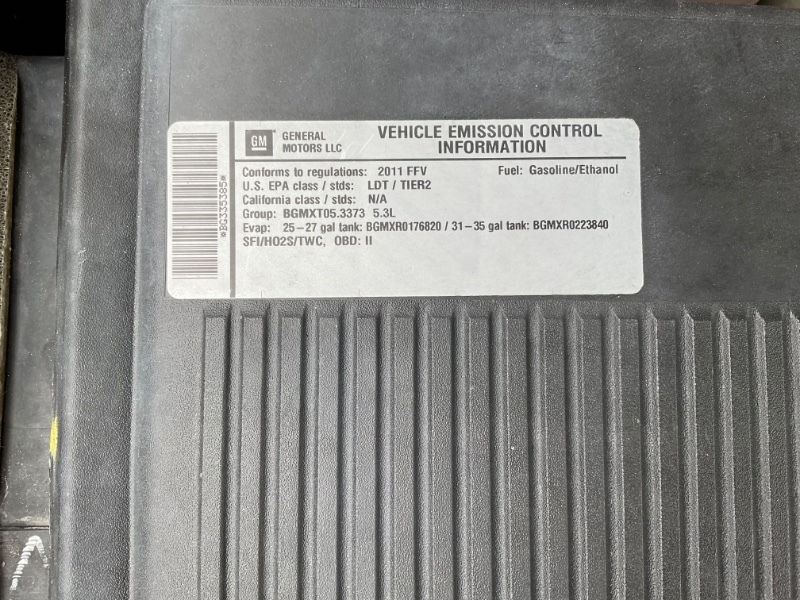 GM
GENERAL
MOTORS LLC
VEHICLE EMISSION CONTROL
INFORMATION
Conforms to regulations: 2011 FFV Fuel: Gasoline/Ethanol
U.S. EPA class / stds: LDT / TIER2
California class / stds: N/A
Group: BGMXT05.3373 5.3L
Evap: 25-27 gal tank: BGMXR0176820 / 31-35 gal tank: BGMXR0223840
SFI/HO2S/TWC, OBD: II
*BG335385*